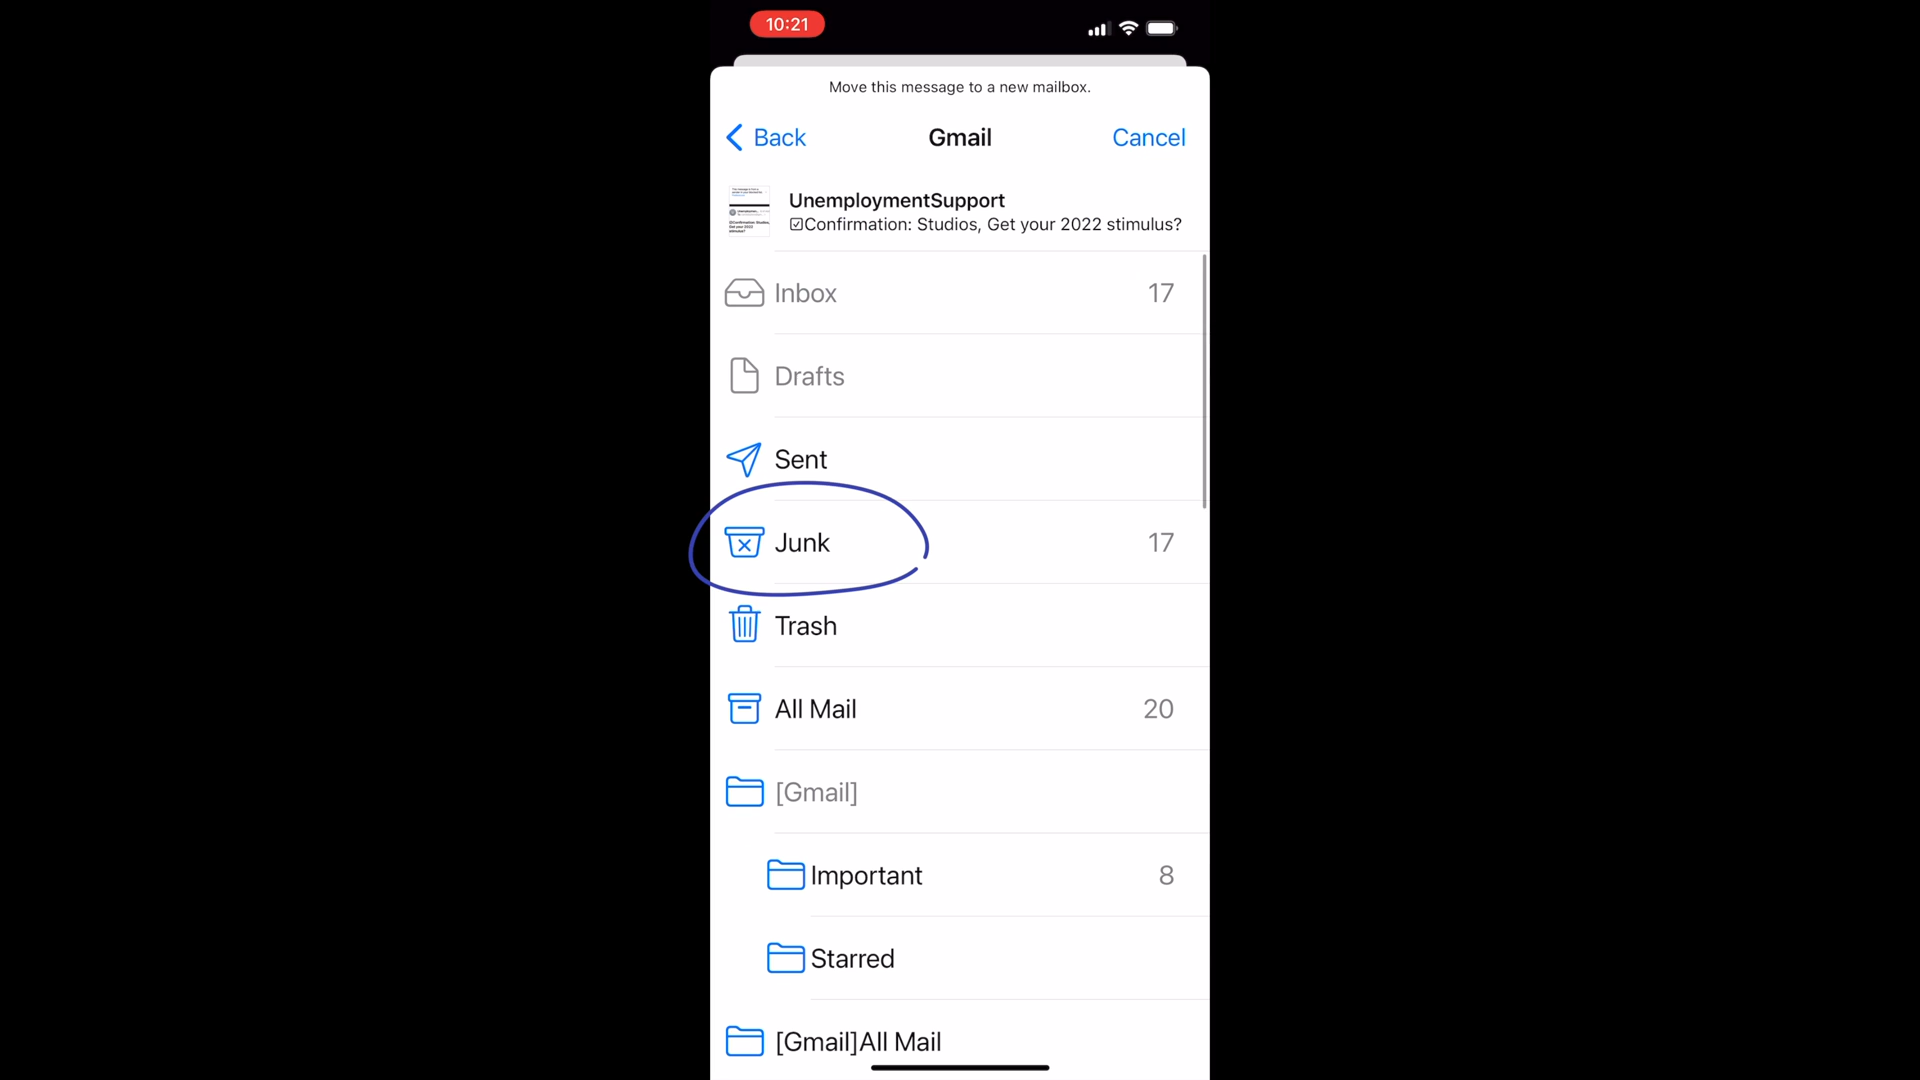 10:21
Move this message to a new mailbox.
Back
Gmail
Cancel
UnemploymentSupport
☑Confirmation: Studios, Get your 2022 stimulus?
Inbox 17
Drafts
Sent
Junk 17
Trash
All Mail 20
[Gmail]
Important 8
Starred
[Gmail]All Mail